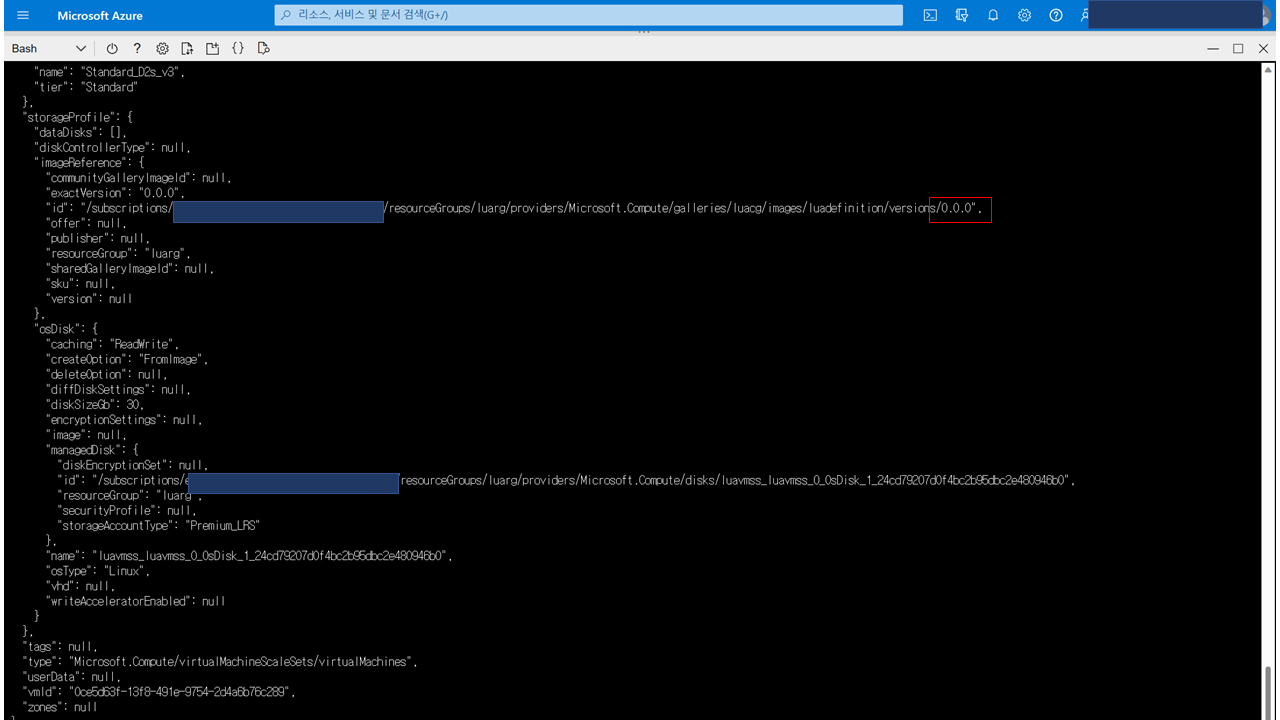 Microsoft Azure
리소스, 서비스 및 문서 검색(G+/)
Bash
"name": "Standard_D2s_v3",
"tier": "Standard"
},
"storageProfile": {
"dataDisks": [],
"diskControllerType": null,
"imageReference": {
"communityGalleryImageId": null,
"exactVersion": "0.0.0",
"id": "/subscriptions/ /resourceGroups/luarg/providers/Microsoft.Compute/galleries/luacg/images/luadefinition/versions/0.0.0",
"offer": null,
"publisher": null,
"resourceGroup": "luarg",
"sharedGalleryImageId": null,
"sku": null,
"version": null
},
"osDisk": {
"caching": "ReadWrite",
"createOption": "FromImage",
"deleteOption": null,
"diffDiskSettings": null,
"diskSizeGb": 30,
"encryptionSettings": null,
"image": null,
"managedDisk": {
"diskEncryptionSet": null,
"id": "/subscriptions/e resourceGroups/luarg/providers/Microsoft.Compute/disks/luavmss_luavmss_0_OsDisk_1_24cd79207d0f4bc2b95dbc2e480946b0",
"resourceGroup": "luarg",
"securityProfile": null,
"storageAccountType": "Premium_LRS"
},
"name": "luavmss_luavmss_0_OsDisk_1_24cd79207d0f4bc2b95dbc2e480946b0",
"osType": "Linux",
"vhd": null,
"writeAcceleratorEnabled": null
}
},
"tags": null,
"type": "Microsoft.Compute/virtualMachineScaleSets/virtualMachines",
"userData": null,
"vmId": "0ce5d63f-13f8-491e-9754-2d4a6b76c289",
"zones": null